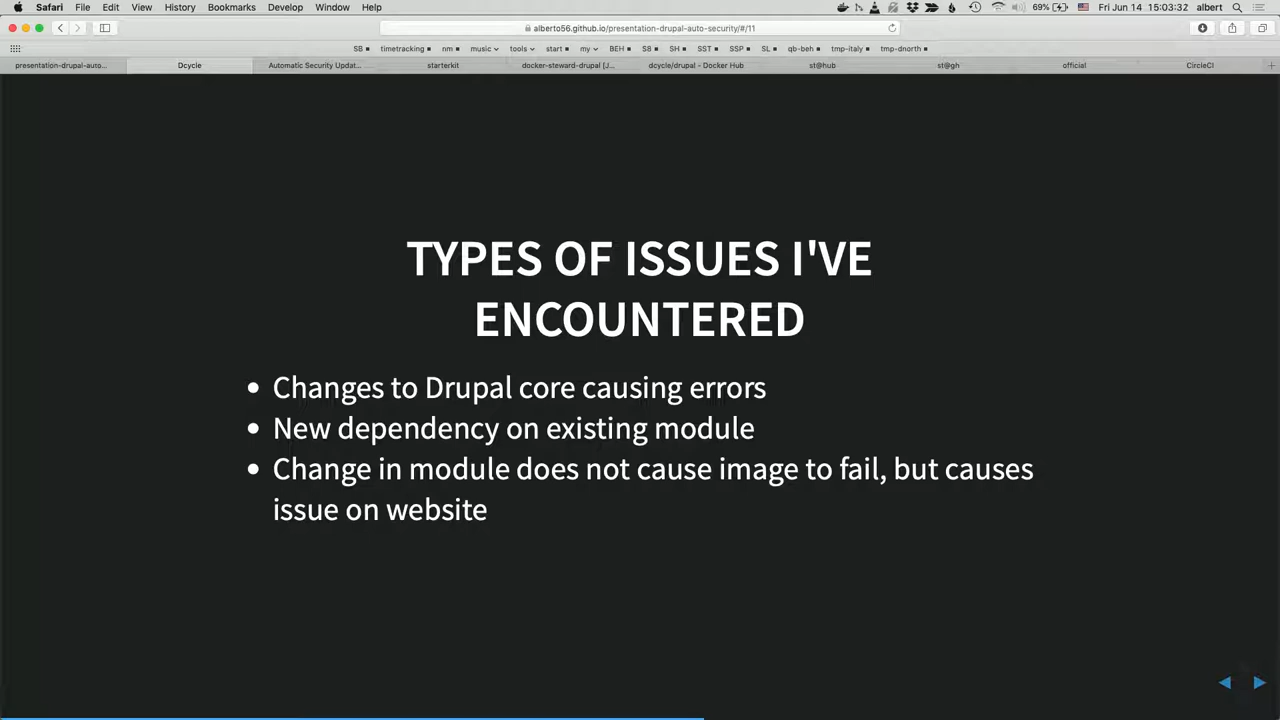 Safari File Edit View History Bookmarks Develop Window Help 69% Fri Jun 14 15:03:32 albert
alberto56.github.io/presentation-drupal-auto-security/#/11
SB timetracking nm music tools start my BEH S8 SH SST SSP SL qb-beh tmp-italy tmp-dnorth
presentation-drupal-auto... Dcycle Automatic Security Updat... starterkit docker-steward-drupal [J... dcycle/drupal - Docker Hub st@hub st@gh official CircleCI
TYPES OF ISSUES I'VE
ENCOUNTERED
• Changes to Drupal core causing errors
• New dependency on existing module
• Change in module does not cause image to fail, but causes
issue on website